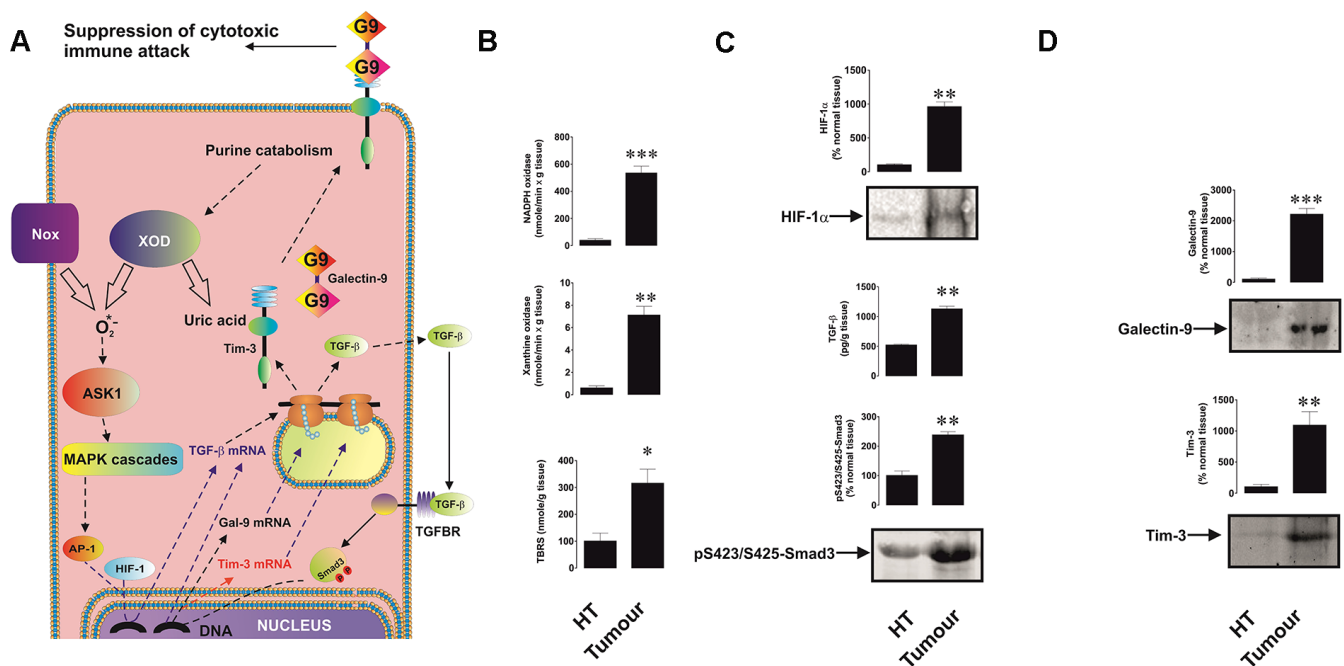 A
Suppression of cytotoxic
immune attack
G9
G9
Purine catabolism
Nox
XOD
O2*-
Uric acid
G9
Galectin-9
G9
Tim-3
TGF-β
TGF-β
ASK1
MAPK cascades
TGF-β mRNA
TGF-β
TGFBR
Gal-9 mRNA
AP-1
HIF-1
Tim-3 mRNA
Smad3
P
P
DNA
NUCLEUS
B
NADPH oxidase
(nmole/min x g tissue)
800
600
400
200
0
***
Xanthine oxidase
(nmole/min x g tissue)
10
8
6
4
2
0
**
TBRS (nmole/g tissue)
400
300
200
100
0
*
HT
Tumour
C
HIF-1α
(% normal tissue)
1500
1000
500
0
**
HIF-1α
TGF-β
(pg/g tissue)
1500
1000
500
0
**
pS423/S425-Smad3
(% normal tissue)
300
200
100
0
**
pS423/S425-Smad3
HT
Tumour
D
Galectin-9
(% normal tissue)
3000
2000
1000
0
***
Galectin-9
Tim-3
(% normal tissue)
1500
1000
500
0
**
Tim-3
HT
Tumour